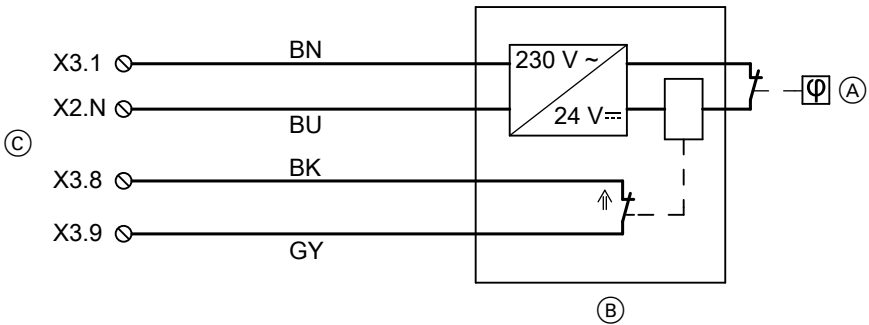 X3.1 BN 230 V ~
24 V⎓
X2.N BU
φ Ⓐ
Ⓒ
X3.8 BK
X3.9 GY
Ⓑ